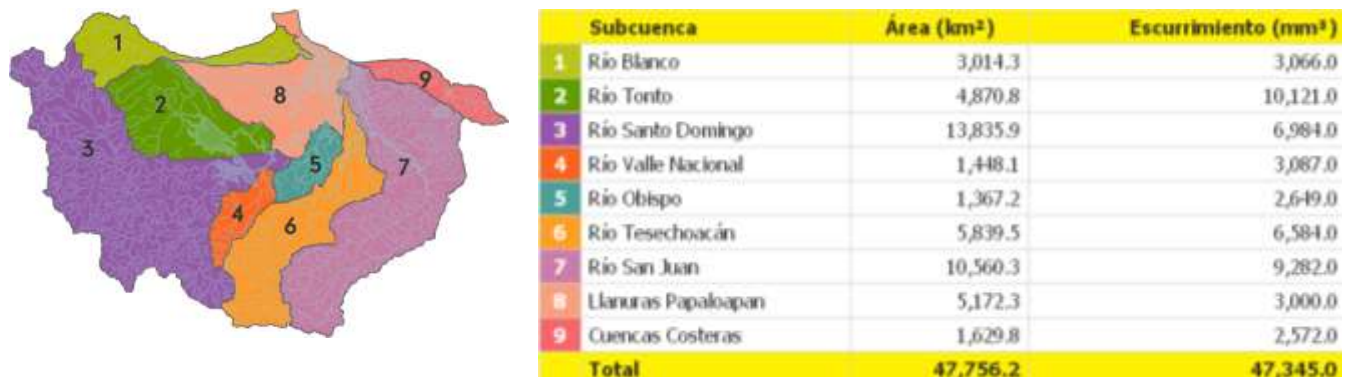 1
2
3
4
5
6
7
8
9
Subcuenca Área (km²) Escurrimiento (mm³)
1 Río Blanco 3,014.3 3,066.0
2 Río Tonto 4,870.8 10,121.0
3 Río Santo Domingo 13,835.9 6,984.0
4 Río Valle Nacional 1,448.1 3,087.0
5 Río Obispo 1,367.2 2,649.0
6 Río Tesechoacán 5,839.5 6,584.0
7 Río San Juan 10,560.3 9,282.0
8 Llanuras Papaloapan 5,172.3 3,000.0
9 Cuencas Costeras 1,629.8 2,572.0
Total 47,756.2 47,345.0